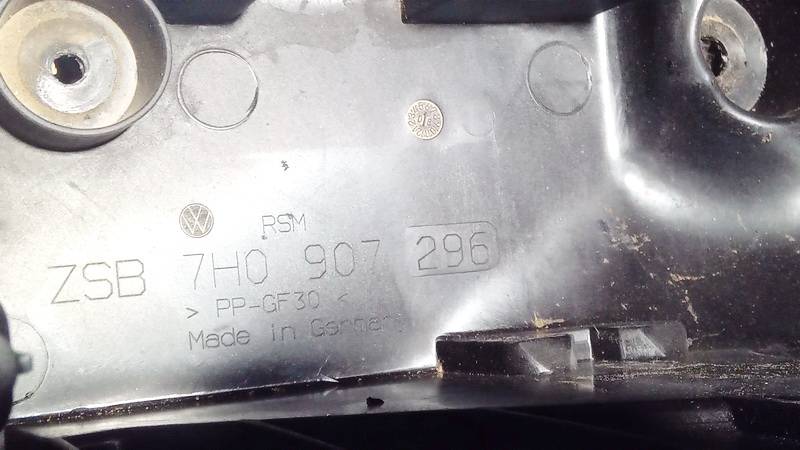 RSM
ZSB 7H0 907 296
> PP-GF30 <
Made in Germany